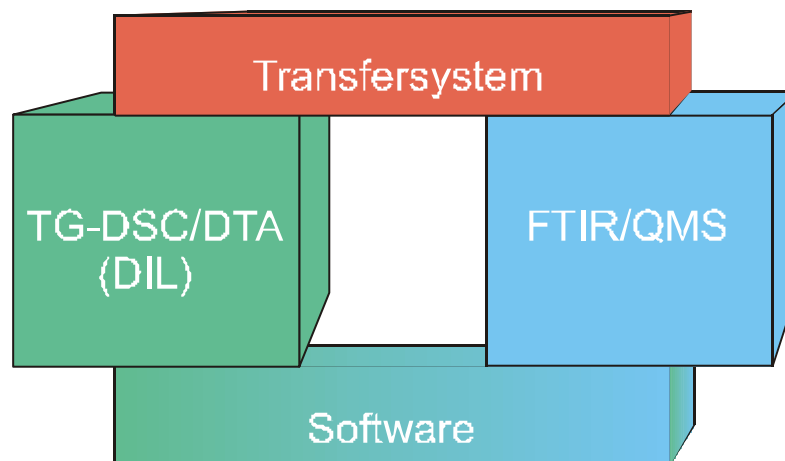 Transfersystem
TG-DSC/DTA
(DIL)
FTIR/QMS
Software